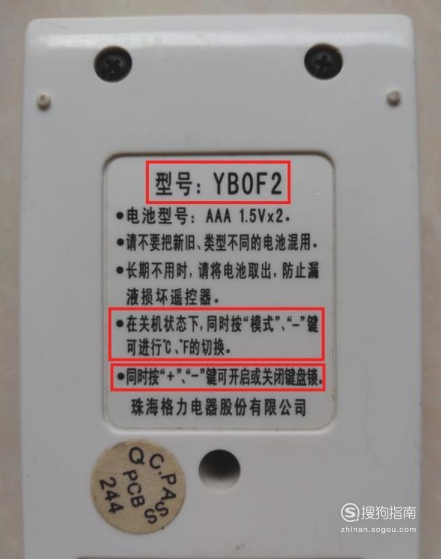 型号：YB0F2
●电池型号：AAA 1.5V×2。
●请不要把新旧、类型不同的电池混用。
●长期不用时，请将电池取出，防止漏
液损坏遥控器。
●在关机状态下，同时按“模式”、“－”键
可进行℃、℉的切换。
●同时按“＋”、“－”键可开启或关闭键盘锁。
珠海格力电器股份有限公司
C.PASS
Q PCB
244
搜狗指南
zhinan.sogou.com